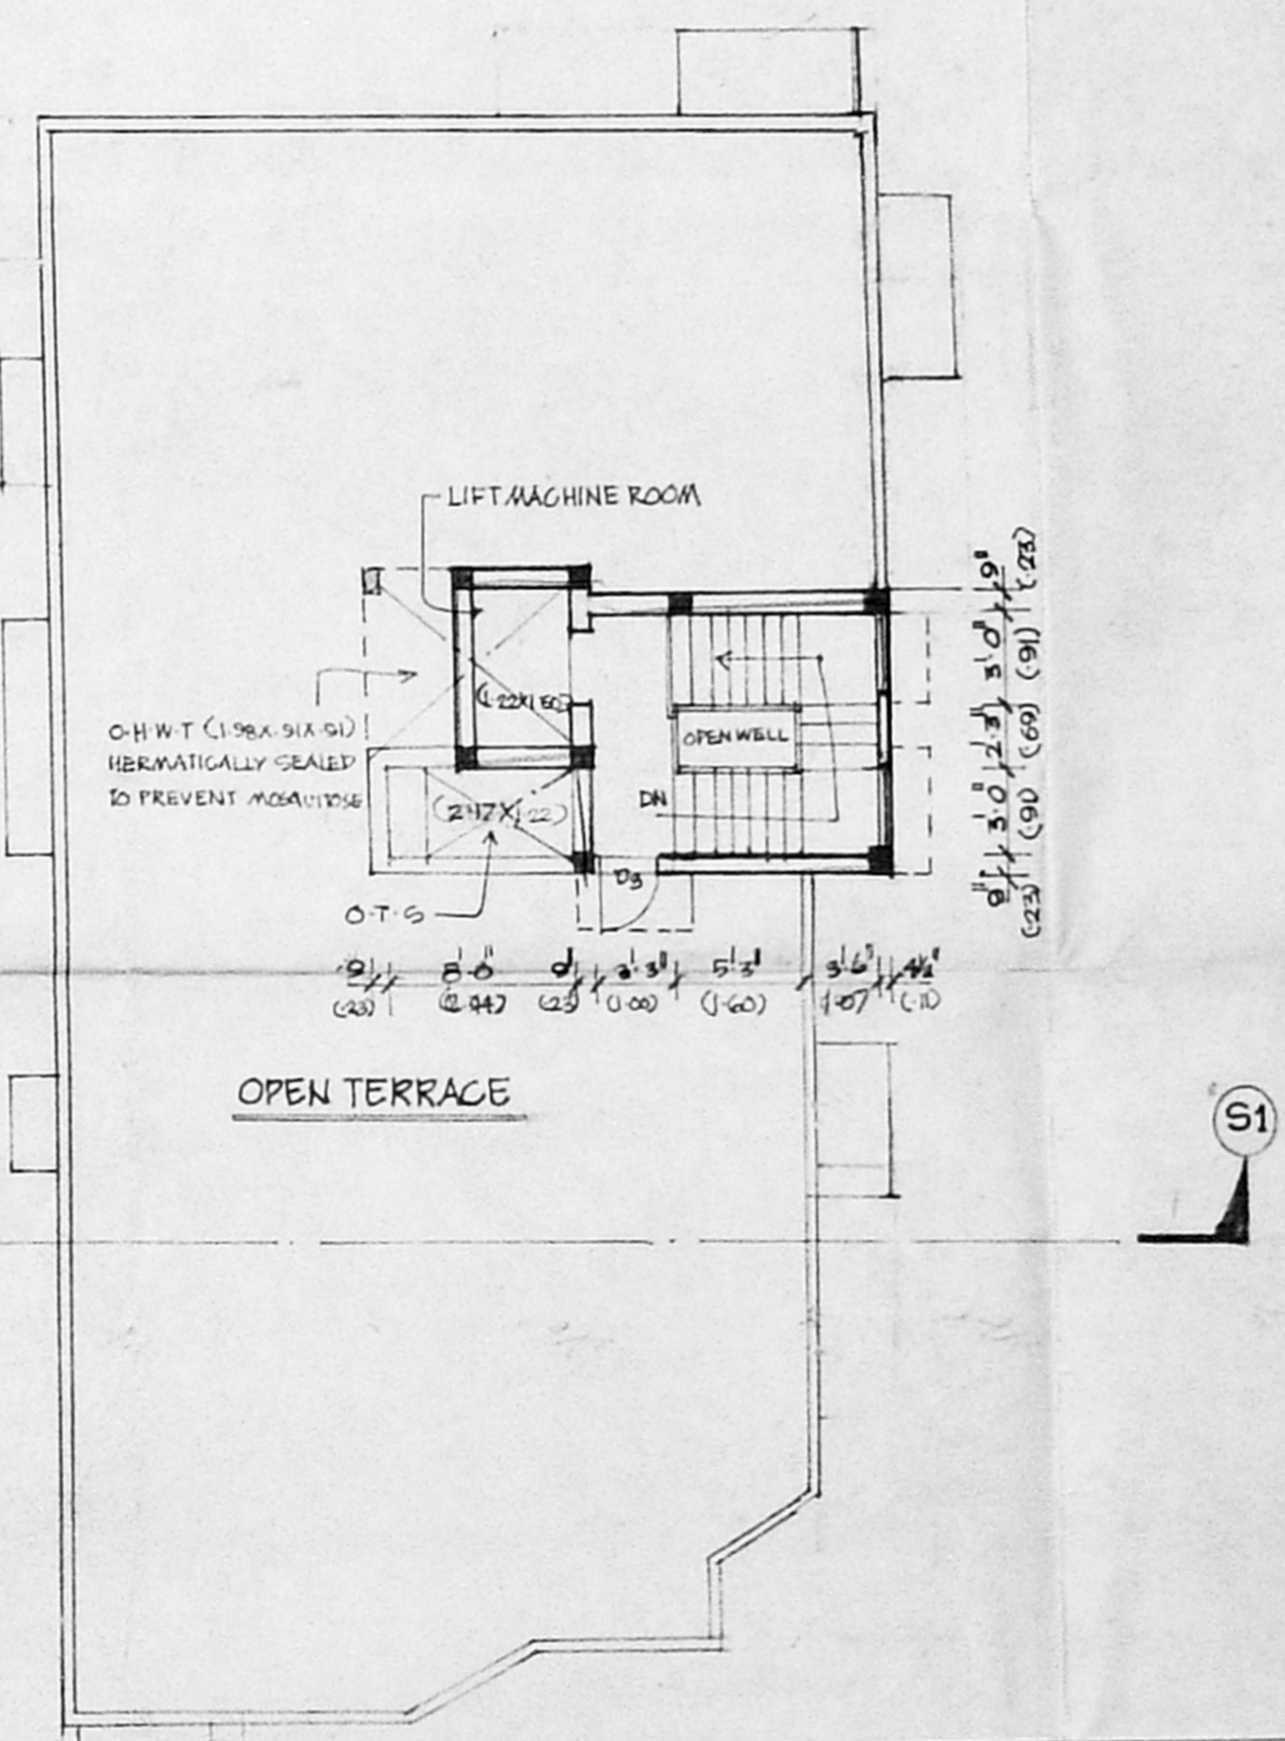 LIFT MACHINE ROOM
(1.22X1.50)
O·H·W·T (1.98X.91X.91)
HERMATICALLY SEALED
TO PREVENT MOSQUITOSE
OPEN WELL
DN
(2.47X1.22)
D3
O·T·S
9" 3'0" 2'3" 3'0" 9"
(.23) (.91) (.69) (.91) (.23)
9" 8'0" 9" 3'3" 5'3" 3'6" 4½"
(.23) (2.44) (.23) (1.00) (1.60) 1.07 (.11)
OPEN TERRACE
S1